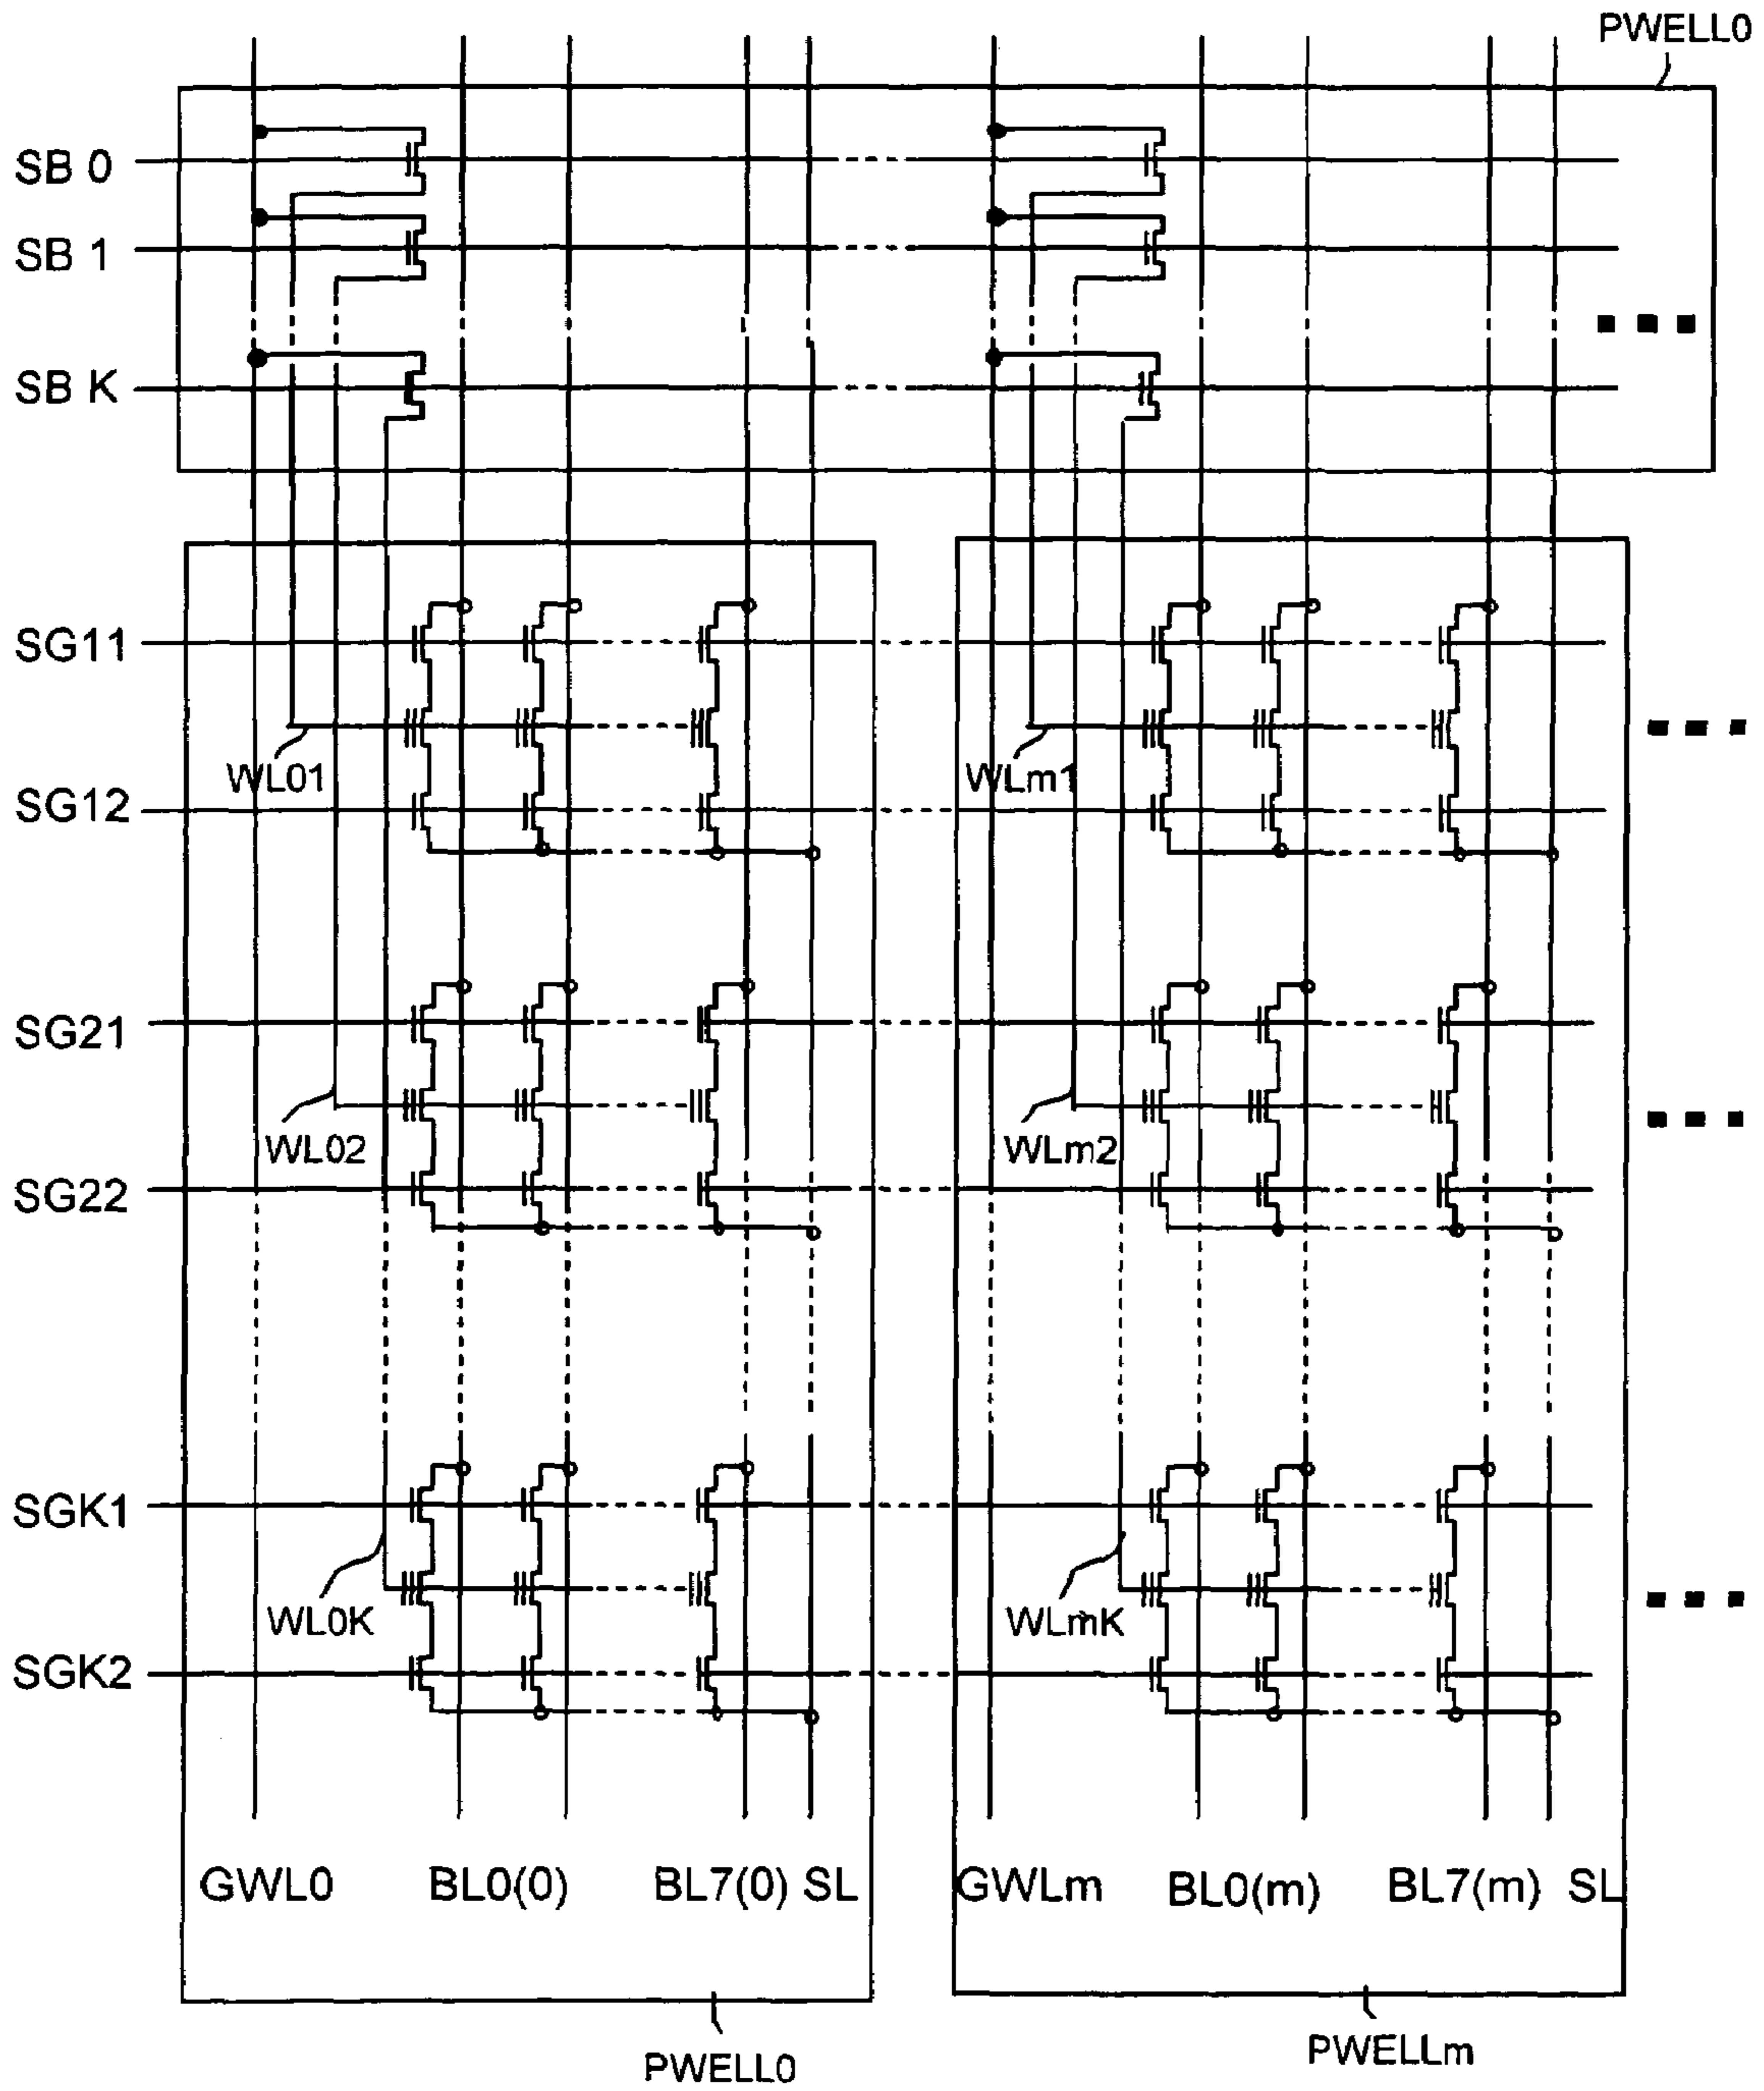 PWELL0
SB 0
SB 1
SB K
SG11
WL01
WLm1
SG12
SG21
WL02
WLm2
SG22
SGK1
WL0K
WLmK
SGK2
GWL0 BL0(0) BL7(0) SL GWLm BL0(m) BL7(m) SL
PWELL0
PWELLm